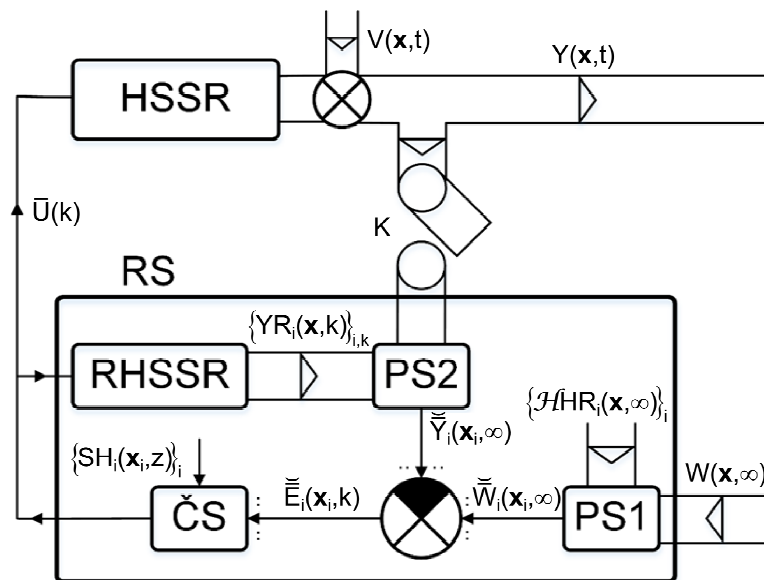 V(x,t)
Y(x,t)
HSSR
Ū(k)
K
RS
{YRᵢ(x,k)}ᵢ,ₖ
RHSSR
PS2
{ℋHRᵢ(x,∞)}ᵢ
Y̿̆ᵢ(xᵢ,∞)
{SHᵢ(xᵢ,z)}ᵢ
W(x,∞)
E̿̆ᵢ(xᵢ,k)
W̿̆ᵢ(xᵢ,∞)
ČS
PS1